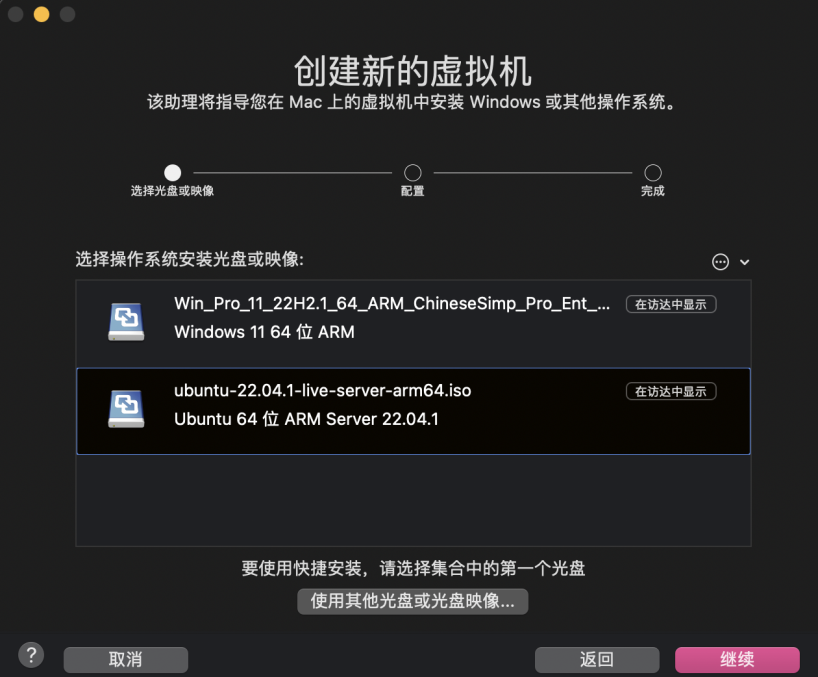 创建新的虚拟机
该助理将指导您在 Mac 上的虚拟机中安装 Windows 或其他操作系统。
选择光盘或映像
配置
完成
选择操作系统安装光盘或映像:
Win_Pro_11_22H2.1_64_ARM_ChineseSimp_Pro_Ent_...
在访达中显示
Windows 11 64 位 ARM
ubuntu-22.04.1-live-server-arm64.iso
在访达中显示
Ubuntu 64 位 ARM Server 22.04.1
要使用快捷安装，请选择集合中的第一个光盘
使用其他光盘或光盘映像...
?
取消
返回
继续